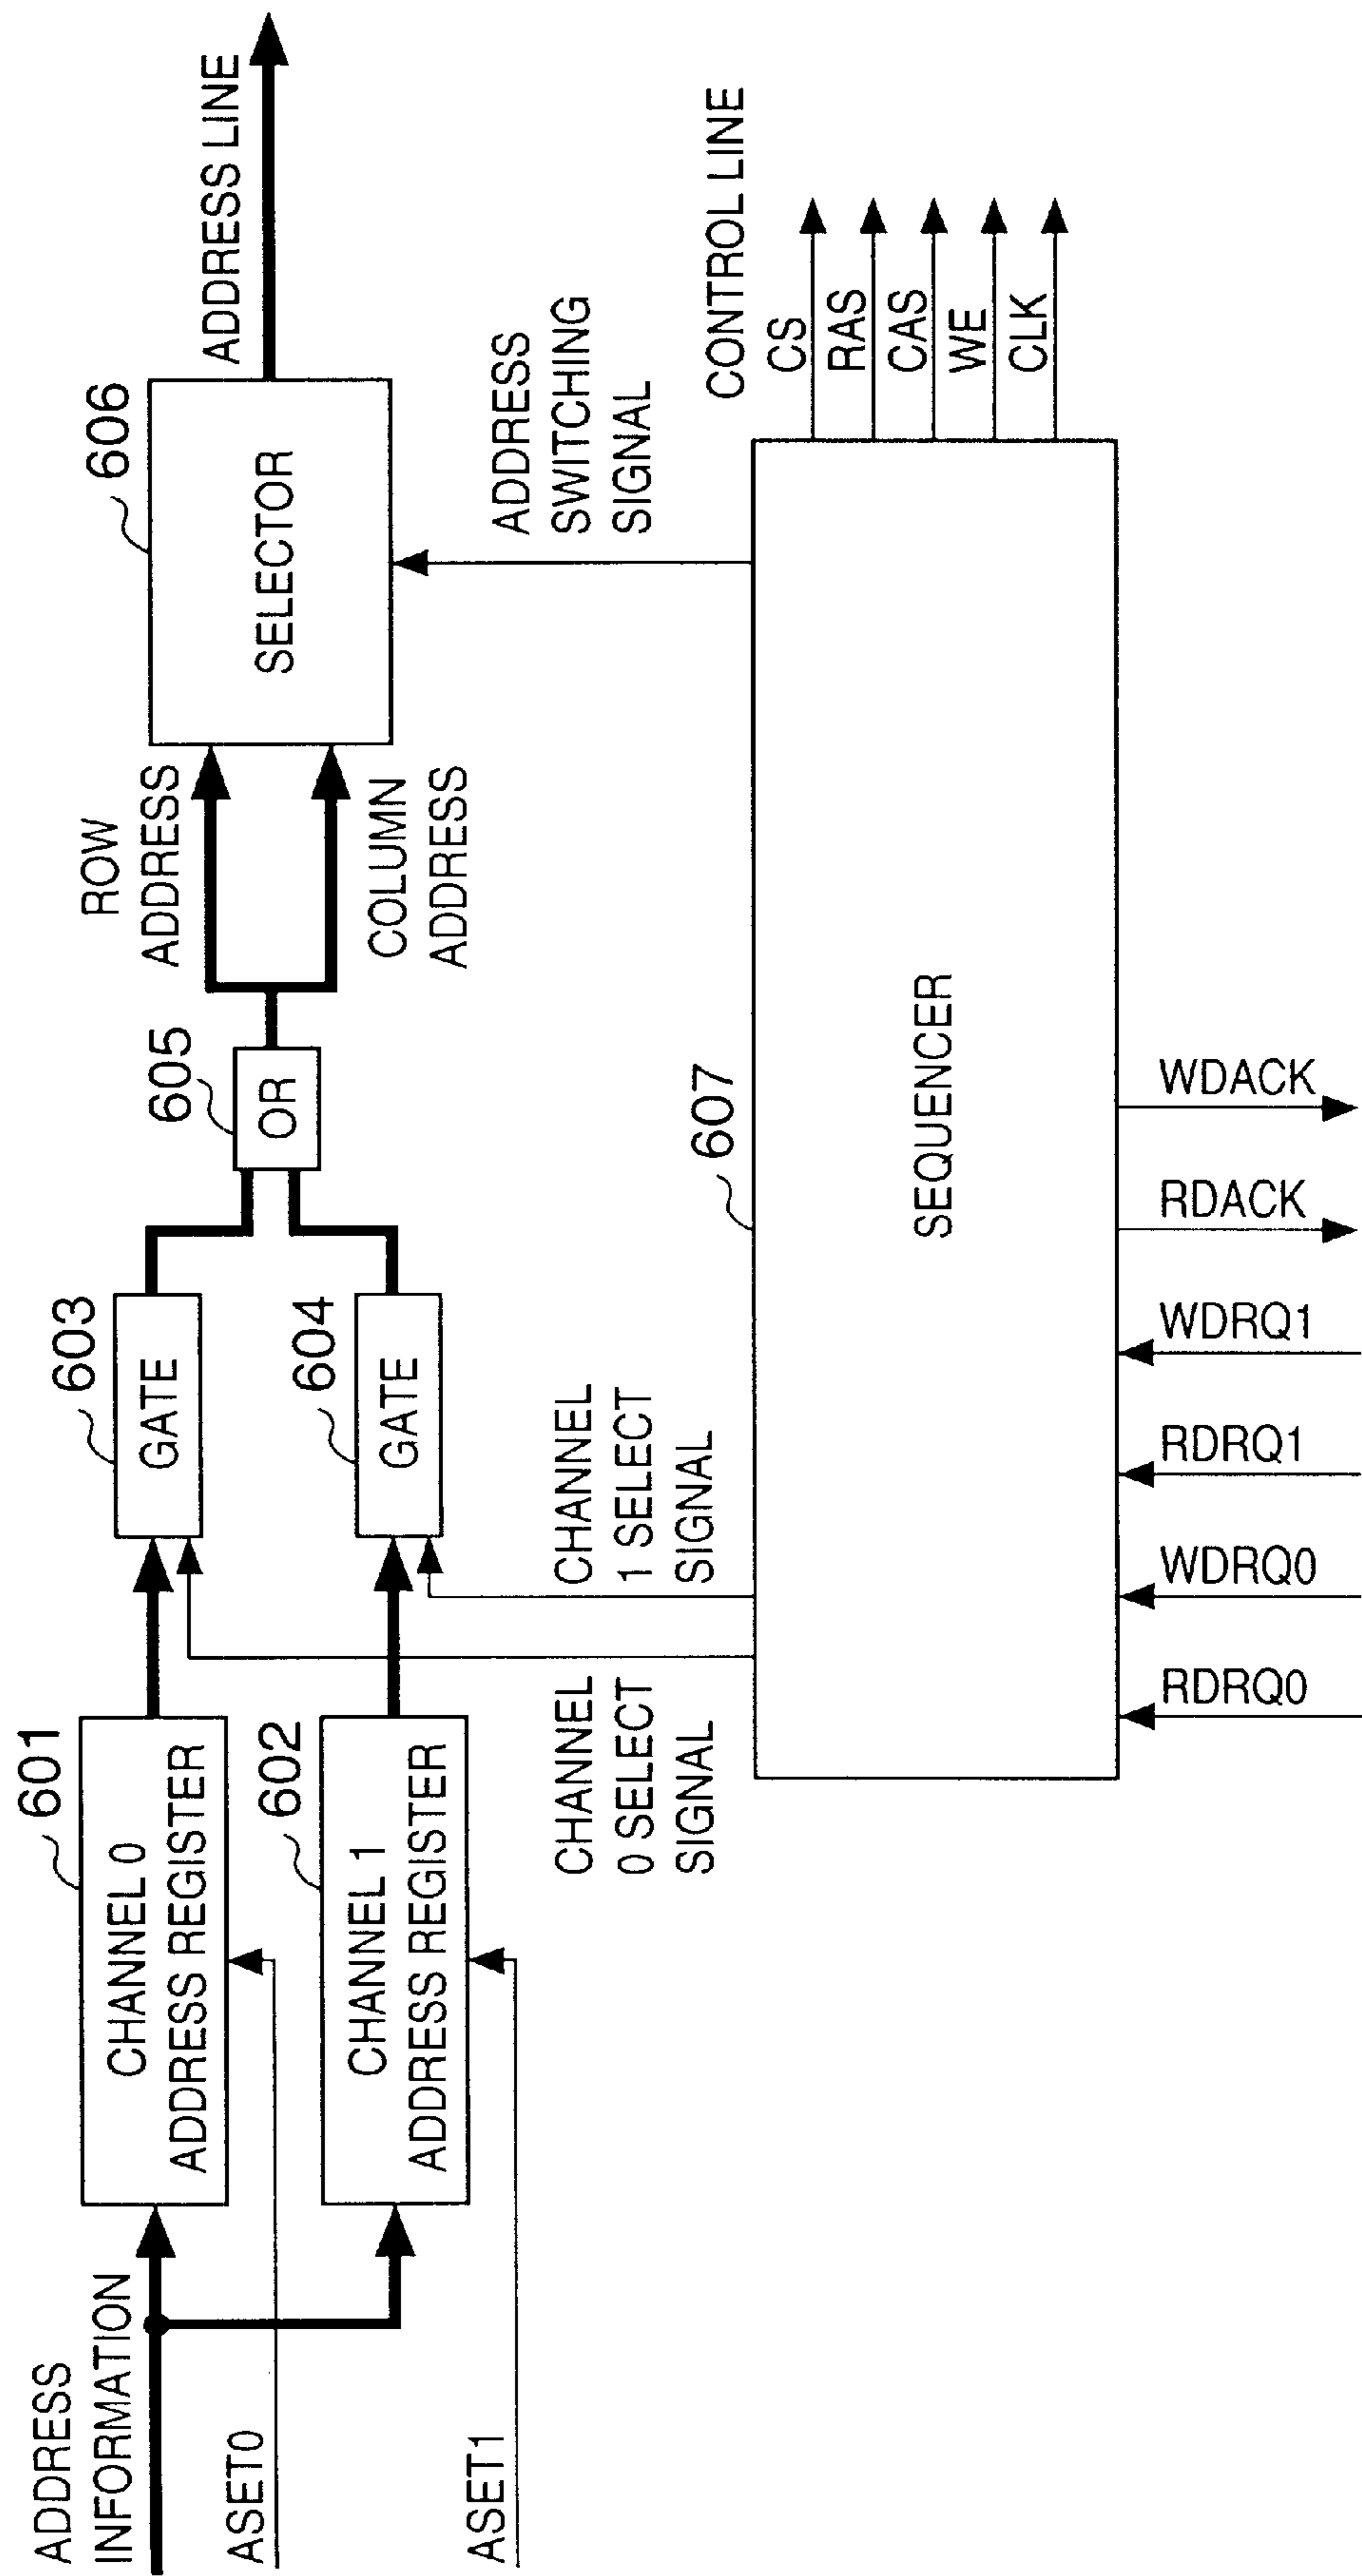 ADDRESS
INFORMATION
ASET0
ASET1
601
CHANNEL 0
ADDRESS REGISTER
602
CHANNEL 1
ADDRESS REGISTER
603
GATE
604
GATE
605
OR
ROW
ADDRESS
COLUMN
ADDRESS
606
SELECTOR
ADDRESS LINE
CHANNEL
0 SELECT
SIGNAL
CHANNEL
1 SELECT
SIGNAL
ADDRESS
SWITCHING
SIGNAL
607
SEQUENCER
CONTROL LINE
CS
RAS
CAS
WE
CLK
RDRQ0
WDRQ0
RDRQ1
WDRQ1
RDACK
WDACK